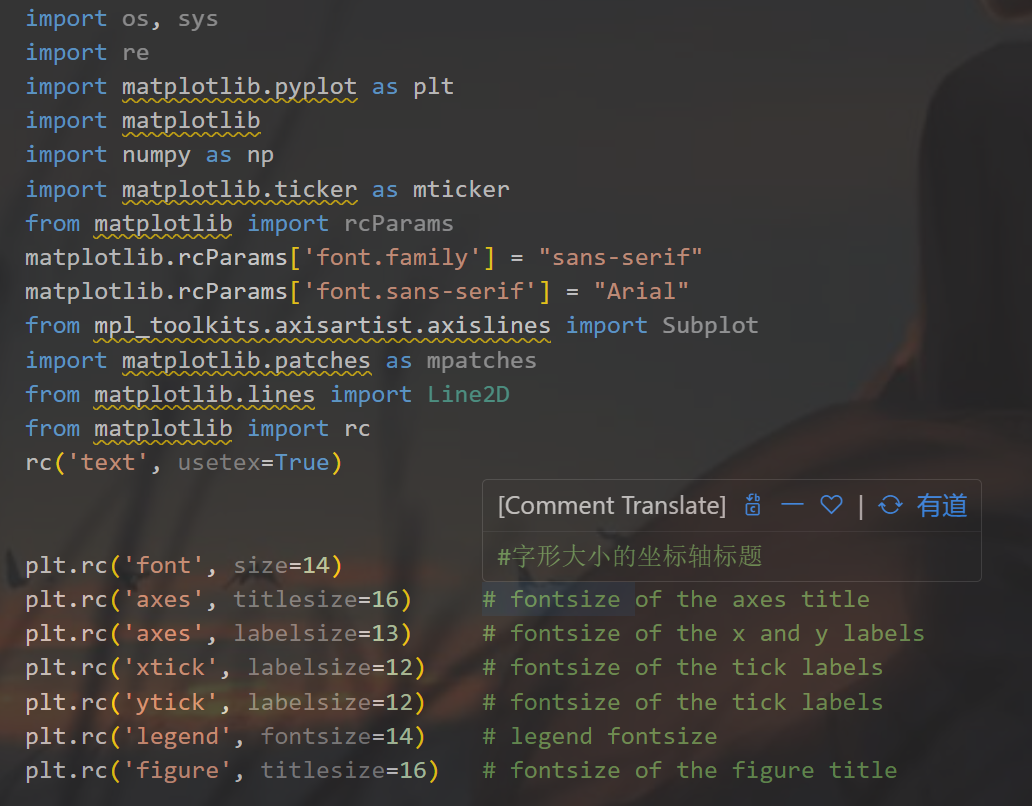 import os, sys
import re
import matplotlib.pyplot as plt
import matplotlib
import numpy as np
import matplotlib.ticker as mticker
from matplotlib import rcParams
matplotlib.rcParams['font.family'] = "sans-serif"
matplotlib.rcParams['font.sans-serif'] = "Arial"
from mpl_toolkits.axisartist.axislines import Subplot
import matplotlib.patches as mpatches
from matplotlib.lines import Line2D
from matplotlib import rc
rc('text', usetex=True)
[Comment Translate] | 有道
#字形大小的坐标轴标题
plt.rc('font', size=14)
plt.rc('axes', titlesize=16) # fontsize of the axes title
plt.rc('axes', labelsize=13) # fontsize of the x and y labels
plt.rc('xtick', labelsize=12) # fontsize of the tick labels
plt.rc('ytick', labelsize=12) # fontsize of the tick labels
plt.rc('legend', fontsize=14) # legend fontsize
plt.rc('figure', titlesize=16) # fontsize of the figure title